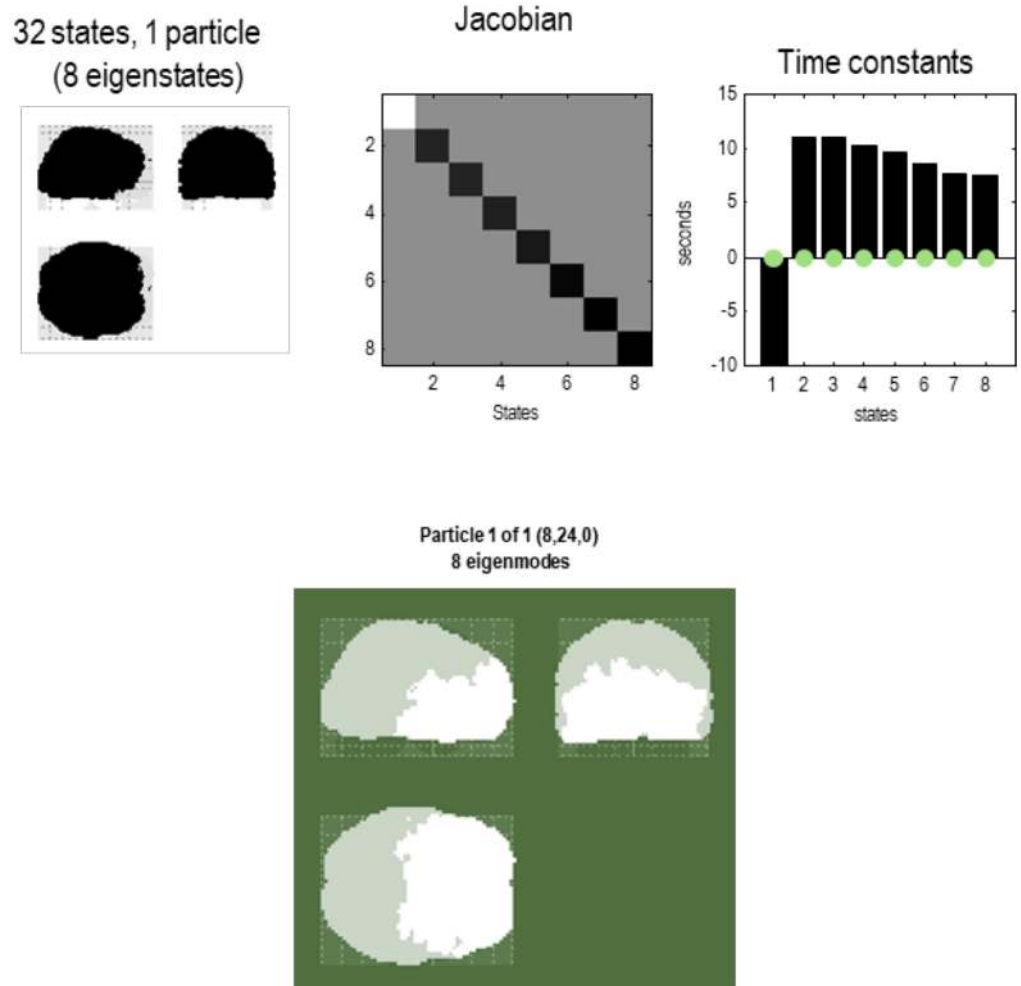 32 states, 1 particle
(8 eigenstates)
Jacobian
2
4
6
8
2 4 6 8
States
Time constants
15
10
5
0
-5
-10
seconds
1 2 3 4 5 6 7 8
states
Particle 1 of 1 (8,24,0)
8 eigenmodes